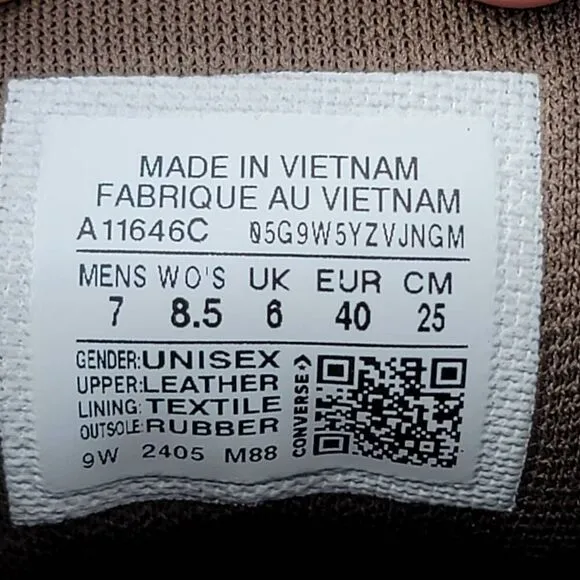 MADE IN VIETNAM
FABRIQUE AU VIETNAM
A11646C 05G9W5YZVJNGM
MENS WO'S UK EUR CM
7 8.5 6 40 25
GENDER:UNISEX
UPPER:LEATHER
LINING:TEXTILE
OUTSOLE:RUBBER
9W 2405 M88
CONVERSE